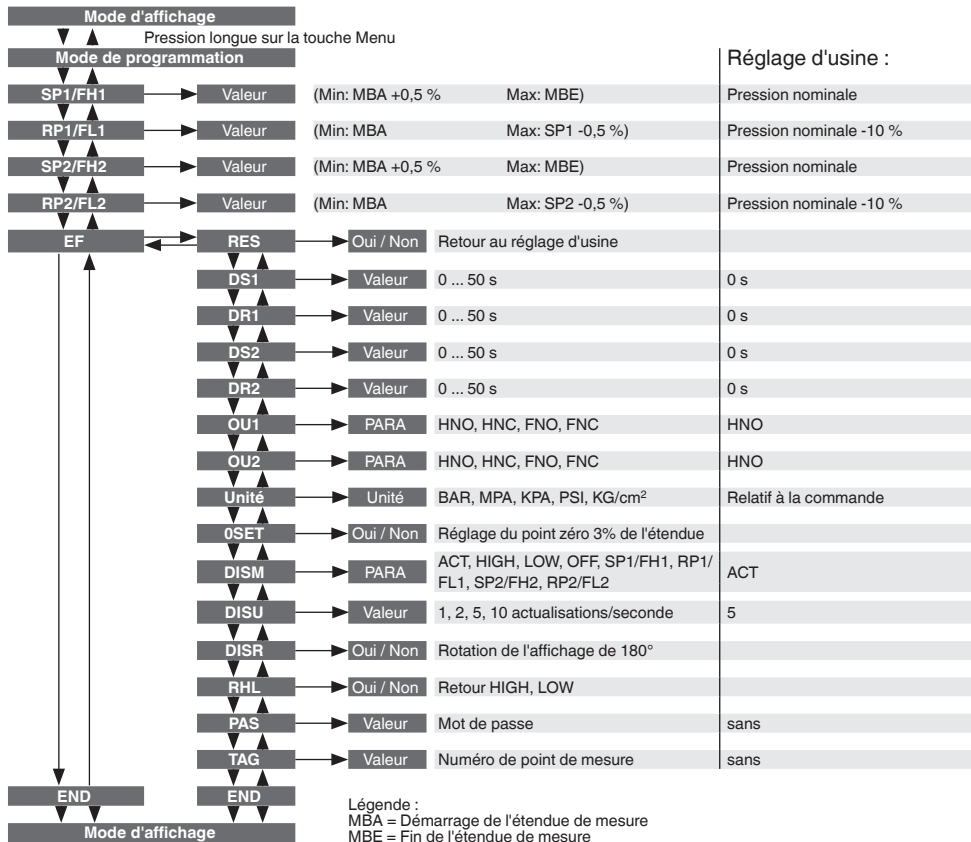 Mode d'affichage
Pression longue sur la touche Menu
Mode de programmation
Réglage d'usine :
SP1/FH1 Valeur (Min: MBA +0,5 % Max: MBE) Pression nominale
RP1/FL1 Valeur (Min: MBA Max: SP1 -0,5 %) Pression nominale -10 %
SP2/FH2 Valeur (Min: MBA +0,5 % Max: MBE) Pression nominale
RP2/FL2 Valeur (Min: MBA Max: SP2 -0,5 %) Pression nominale -10 %
EF RES Oui / Non Retour au réglage d'usine
DS1 Valeur 0 ... 50 s 0 s
DR1 Valeur 0 ... 50 s 0 s
DS2 Valeur 0 ... 50 s 0 s
DR2 Valeur 0 ... 50 s 0 s
OU1 PARA HNO, HNC, FNO, FNC HNO
OU2 PARA HNO, HNC, FNO, FNC HNO
Unité Unité BAR, MPA, KPA, PSI, KG/cm² Relatif à la commande
0SET Oui / Non Réglage du point zéro 3% de l'étendue
DISM PARA ACT, HIGH, LOW, OFF, SP1/FH1, RP1/
FL1, SP2/FH2, RP2/FL2 ACT
DISU Valeur 1, 2, 5, 10 actualisations/seconde 5
DISR Oui / Non Rotation de l'affichage de 180°
RHL Oui / Non Retour HIGH, LOW
PAS Valeur Mot de passe sans
TAG Valeur Numéro de point de mesure sans
END END
Mode d'affichage
Légende :
MBA = Démarrage de l'étendue de mesure
MBE = Fin de l'étendue de mesure